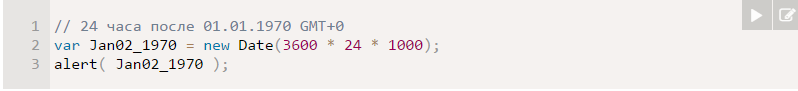 1 // 24 часа после 01.01.1970 GMT+0
2 var Jan02_1970 = new Date(3600 * 24 * 1000);
3 alert( Jan02_1970 );